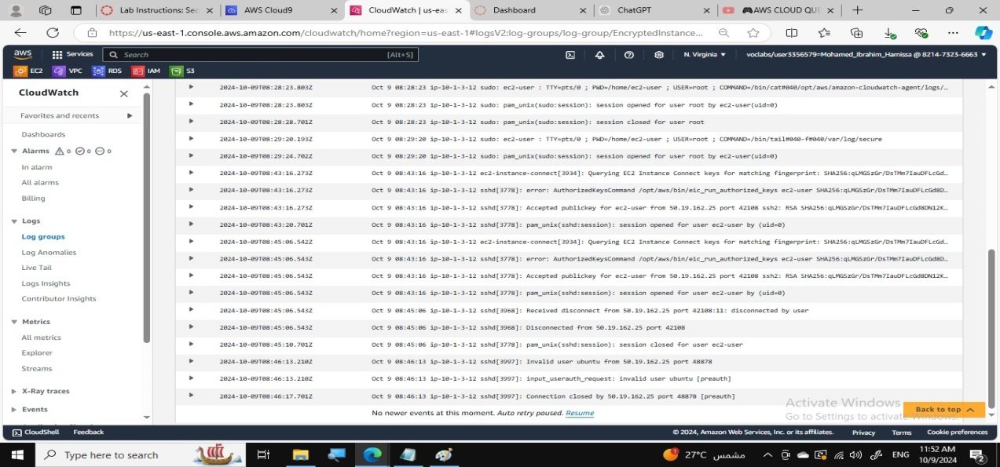 Lab Instructions: Sec
AWS Cloud9
CloudWatch | us-eas
Dashboard
ChatGPT
AWS CLOUD QUE
https://us-east-1.console.aws.amazon.com/cloudwatch/home?region=us-east-1#logsV2:log-groups/log-group/EncryptedInstance...
aws
Services
Search
[Alt+S]
N. Virginia
voclabs/user3356579=Mohamed_Ibrahim_Hamissa @ 8214-7323-6663
EC2
VPC
RDS
IAM
S3
CloudWatch
Favorites and recents
Dashboards
Alarms 0 0 0
In alarm
All alarms
Billing
Logs
Log groups
Log Anomalies
Live Tail
Logs Insights
Contributor Insights
Metrics
All metrics
Explorer
Streams
X-Ray traces
Events
2024-10-09T08:28:23.803Z Oct 9 08:28:23 ip-10-1-3-12 sudo: ec2-user : TTY=pts/0 ; PWD=/home/ec2-user ; USER=root ; COMMAND=/bin/cat#040/opt/aws/amazon-cloudwatch-agent/logs/...
2024-10-09T08:28:23.803Z Oct 9 08:28:23 ip-10-1-3-12 sudo: pam_unix(sudo:session): session opened for user root by ec2-user(uid=0)
2024-10-09T08:28:28.701Z Oct 9 08:28:23 ip-10-1-3-12 sudo: pam_unix(sudo:session): session closed for user root
2024-10-09T08:29:20.193Z Oct 9 08:29:20 ip-10-1-3-12 sudo: ec2-user : TTY=pts/0 ; PWD=/home/ec2-user ; USER=root ; COMMAND=/bin/tail#040-f#040/var/log/secure
2024-10-09T08:29:24.702Z Oct 9 08:29:20 ip-10-1-3-12 sudo: pam_unix(sudo:session): session opened for user root by ec2-user(uid=0)
2024-10-09T08:43:16.273Z Oct 9 08:43:16 ip-10-1-3-12 ec2-instance-connect[3934]: Querying EC2 Instance Connect keys for matching fingerprint: SHA256:qLMGSzGr/DsTMm7IauDFLcGd...
2024-10-09T08:43:16.273Z Oct 9 08:43:16 ip-10-1-3-12 sshd[3778]: error: AuthorizedKeysCommand /opt/aws/bin/eic_run_authorized_keys ec2-user SHA256:qLMGSzGr/DsTMm7IauDFLcGd8D...
2024-10-09T08:43:16.273Z Oct 9 08:43:16 ip-10-1-3-12 sshd[3778]: Accepted publickey for ec2-user from 50.19.162.25 port 42108 ssh2: RSA SHA256:qLMGSzGr/DsTMm7IauDFLcGd8DN12K...
2024-10-09T08:43:20.701Z Oct 9 08:43:16 ip-10-1-3-12 sshd[3778]: pam_unix(sshd:session): session opened for user ec2-user by (uid=0)
2024-10-09T08:45:06.542Z Oct 9 08:43:16 ip-10-1-3-12 ec2-instance-connect[3934]: Querying EC2 Instance Connect keys for matching fingerprint: SHA256:qLMGSzGr/DsTMm7IauDFLcGd...
2024-10-09T08:45:06.543Z Oct 9 08:43:16 ip-10-1-3-12 sshd[3778]: error: AuthorizedKeysCommand /opt/aws/bin/eic_run_authorized_keys ec2-user SHA256:qLMGSzGr/DsTMm7IauDFLcGd8D...
2024-10-09T08:45:06.543Z Oct 9 08:43:16 ip-10-1-3-12 sshd[3778]: Accepted publickey for ec2-user from 50.19.162.25 port 42108 ssh2: RSA SHA256:qLMGSzGr/DsTMm7IauDFLcGd8DN12K...
2024-10-09T08:45:06.543Z Oct 9 08:43:16 ip-10-1-3-12 sshd[3778]: pam_unix(sshd:session): session opened for user ec2-user by (uid=0)
2024-10-09T08:45:06.543Z Oct 9 08:45:06 ip-10-1-3-12 sshd[3968]: Received disconnect from 50.19.162.25 port 42108:11: disconnected by user
2024-10-09T08:45:06.543Z Oct 9 08:45:06 ip-10-1-3-12 sshd[3968]: Disconnected from 50.19.162.25 port 42108
2024-10-09T08:45:10.701Z Oct 9 08:45:06 ip-10-1-3-12 sshd[3778]: pam_unix(sshd:session): session closed for user ec2-user
2024-10-09T08:46:13.210Z Oct 9 08:46:13 ip-10-1-3-12 sshd[3997]: Invalid user ubuntu from 50.19.162.25 port 48878
2024-10-09T08:46:13.210Z Oct 9 08:46:13 ip-10-1-3-12 sshd[3997]: input_userauth_request: invalid user ubuntu [preauth]
2024-10-09T08:46:17.701Z Oct 9 08:46:13 ip-10-1-3-12 sshd[3997]: Connection closed by 50.19.162.25 port 48878 [preauth]
No newer events at this moment. Auto retry paused. Resume
Activate Windows
Go to Settings to activate Windows.
Back to top
CloudShell
Feedback
© 2024, Amazon Web Services, Inc. or its affiliates.
Privacy
Terms
Cookie preferences
Type here to search
27°C مشمس
ENG
11:52 AM
10/9/2024
2